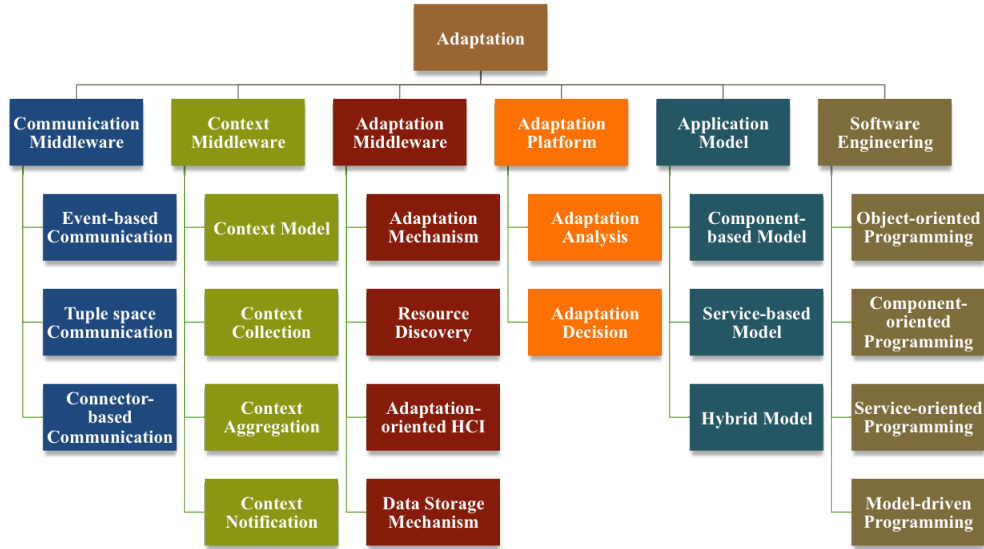 Adaptation
Communication
Middleware
Event-based
Communication
Tuple space
Communication
Connector-
based
Communication
Context
Middleware
Context Model
Context
Collection
Context
Aggregation
Context
Notification
Adaptation
Middleware
Adaptation
Mechanism
Resource
Discovery
Adaptation-
oriented HCI
Data Storage
Mechanism
Adaptation
Platform
Adaptation
Analysis
Adaptation
Decision
Application
Model
Component-
based Model
Service-based
Model
Hybrid Model
Software
Engineering
Object-oriented
Programming
Component-
oriented
Programming
Service-oriented
Programming
Model-driven
Programming